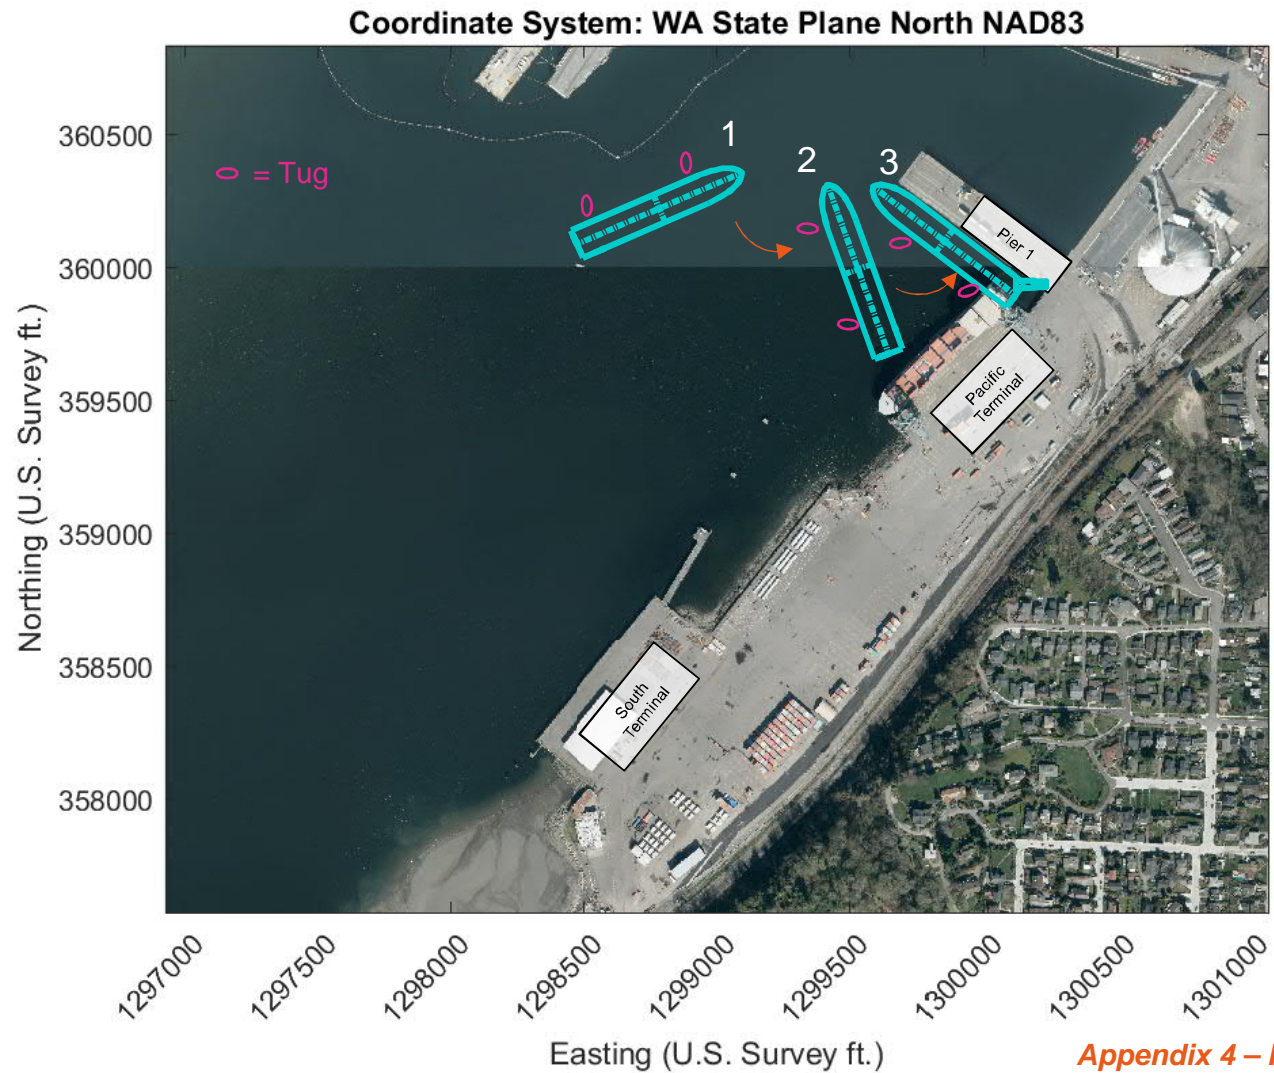 Coordinate System: WA State Plane North NAD83
360500
360000
359500
359000
358500
358000
Northing (U.S. Survey ft.)
= Tug
1
2
3
Pier 1
Pacific
Terminal
South
Terminal
1297000
1297500
1298000
1298500
1299000
1299500
1300000
1300500
1301000
Easting (U.S. Survey ft.)
Appendix 4 –